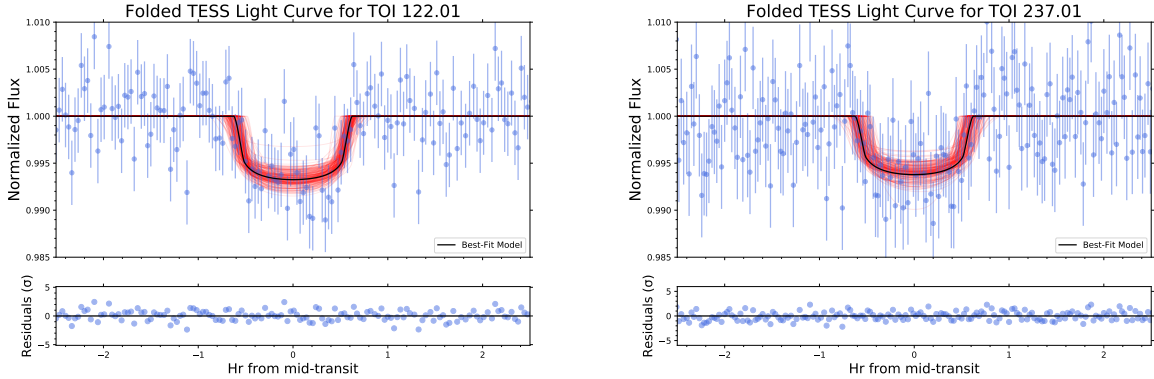 Folded TESS Light Curve for TOI 122.01
1.010
1.005
1.000
0.995
0.990
0.985
Normalized Flux
Best-Fit Model
5
0
−5
Residuals (σ)
−2
−1
0
1
2
Hr from mid-transit
Folded TESS Light Curve for TOI 237.01
1.010
1.005
1.000
0.995
0.990
0.985
Normalized Flux
Best-Fit Model
5
0
−5
Residuals (σ)
−2
−1
0
1
2
Hr from mid-transit